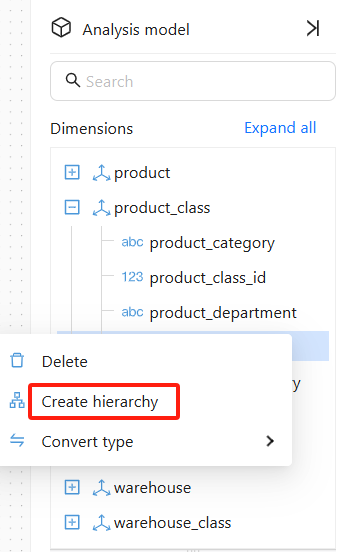 Analysis model
Search
Dimensions
Expand all
product
product_class
abc product_category
123 product_class_id
abc product_department
Delete
Create hierarchy
Convert type
warehouse
warehouse_class